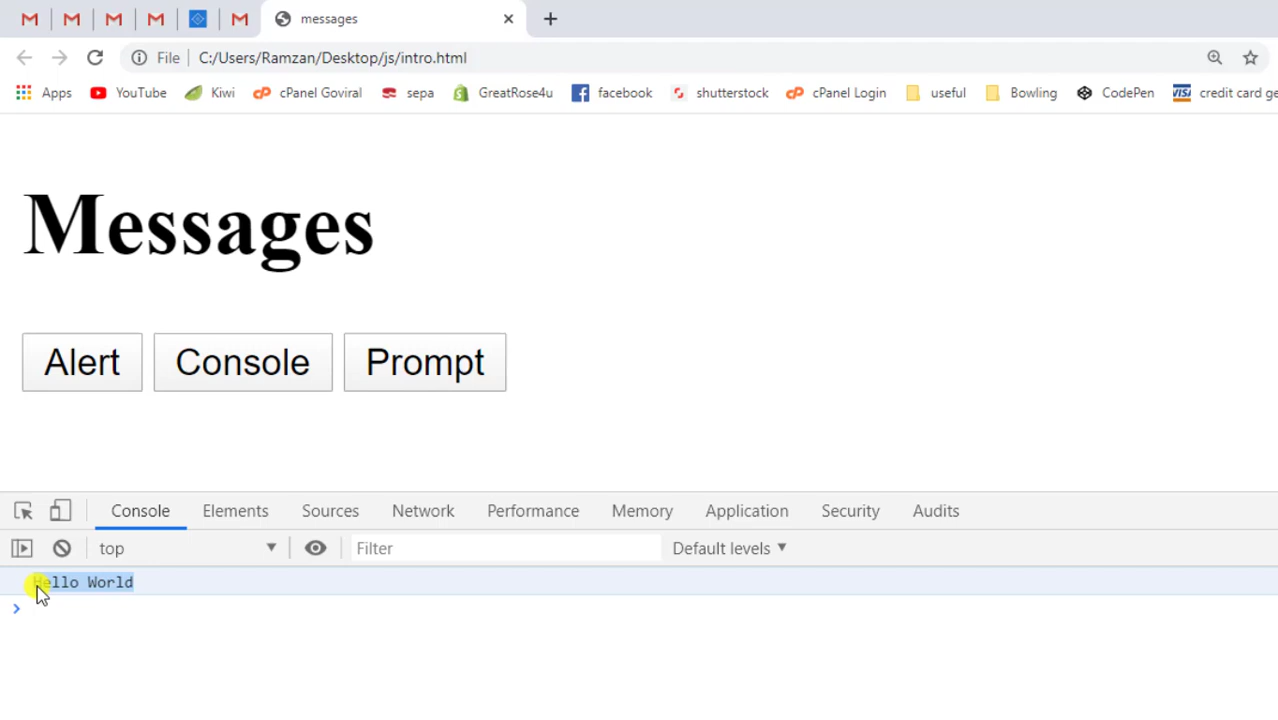 messages
File C:/Users/Ramzan/Desktop/js/intro.html
Apps YouTube Kiwi cPanel Goviral sepa GreatRose4u facebook shutterstock cPanel Login useful Bowling CodePen VISA credit card ge
Messages
Alert Console Prompt
Console Elements Sources Network Performance Memory Application Security Audits
top Filter Default levels
Hello World